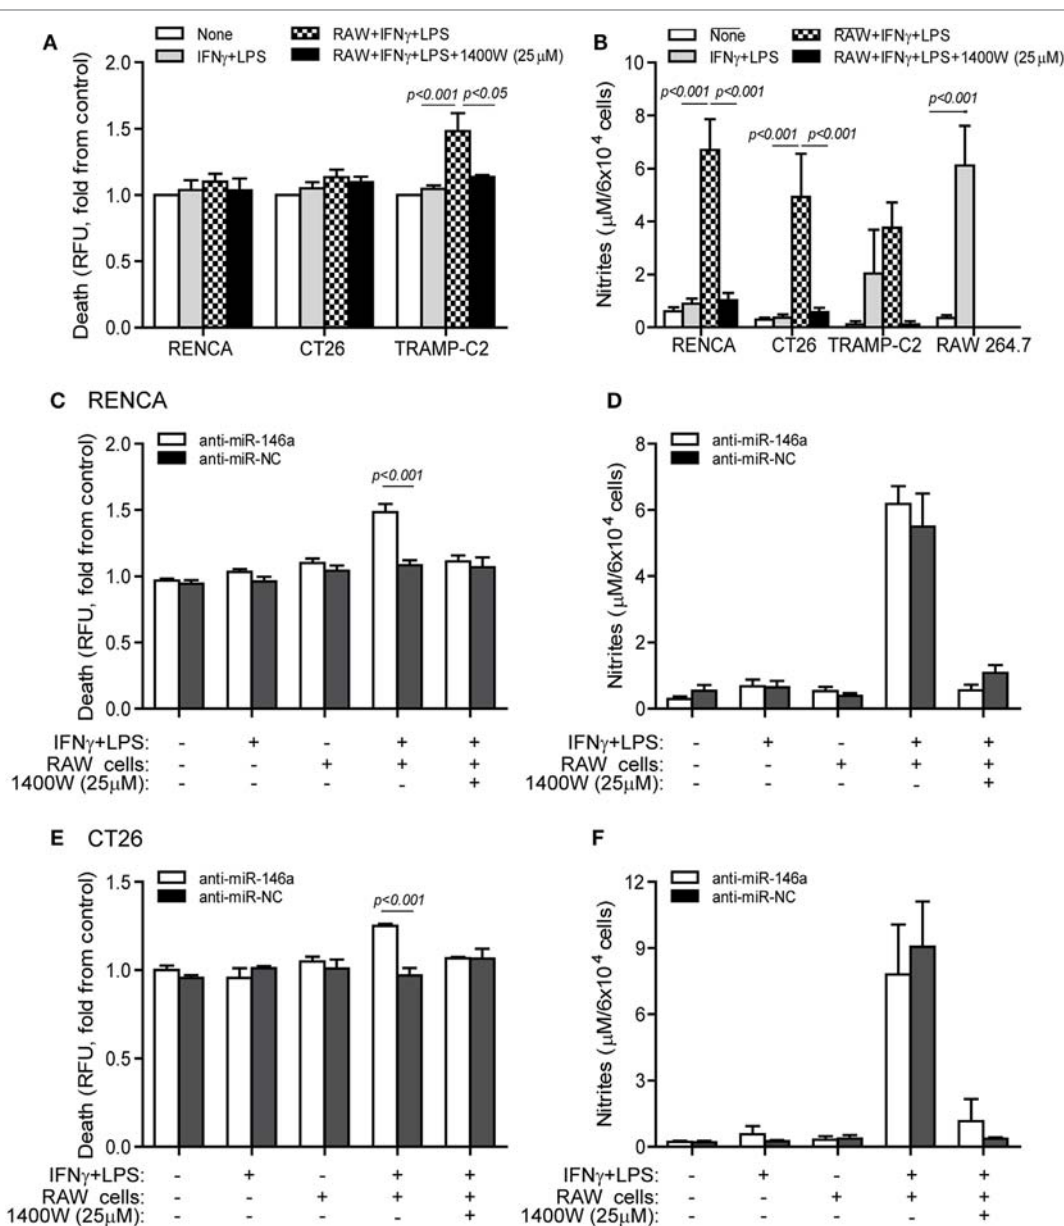 A
None
RAW+IFNγ+LPS
IFNγ+LPS
RAW+IFNγ+LPS+1400W (25μM)
Death (RFU, fold from control)
2.0
1.5
1.0
0.5
0.0
p<0.001
p<0.05
RENCA
CT26
TRAMP-C2
B
None
RAW+IFNγ+LPS
IFNγ+LPS
RAW+IFNγ+LPS+1400W (25μM)
Nitrites (μM/6x10⁴ cells)
10
8
6
4
2
0
p<0.001
p<0.001
p<0.001
p<0.001
p<0.001
RENCA
CT26
TRAMP-C2
RAW 264.7
C RENCA
anti-miR-146a
anti-miR-NC
Death (RFU, fold from control)
2.0
1.5
1.0
0.5
0.0
p<0.001
IFNγ+LPS: - + - + +
RAW cells: - - + + +
1400W (25μM): - - - - +
D
anti-miR-146a
anti-miR-NC
Nitrites (μM/6x10⁴ cells)
8
6
4
2
0
IFNγ+LPS: - + - + +
RAW cells: - - + + +
1400W (25μM): - - - - +
E CT26
anti-miR-146a
anti-miR-NC
Death (RFU, fold from control)
1.5
1.0
0.5
0.0
p<0.001
IFNγ+LPS: - + - + +
RAW cells: - - + + +
1400W (25μM): - - - - +
F
anti-miR-146a
anti-miR-NC
Nitrites (μM/6x10⁴ cells)
12
9
6
3
0
IFNγ+LPS: - + - + +
RAW cells: - - + + +
1400W (25μM): - - - - +